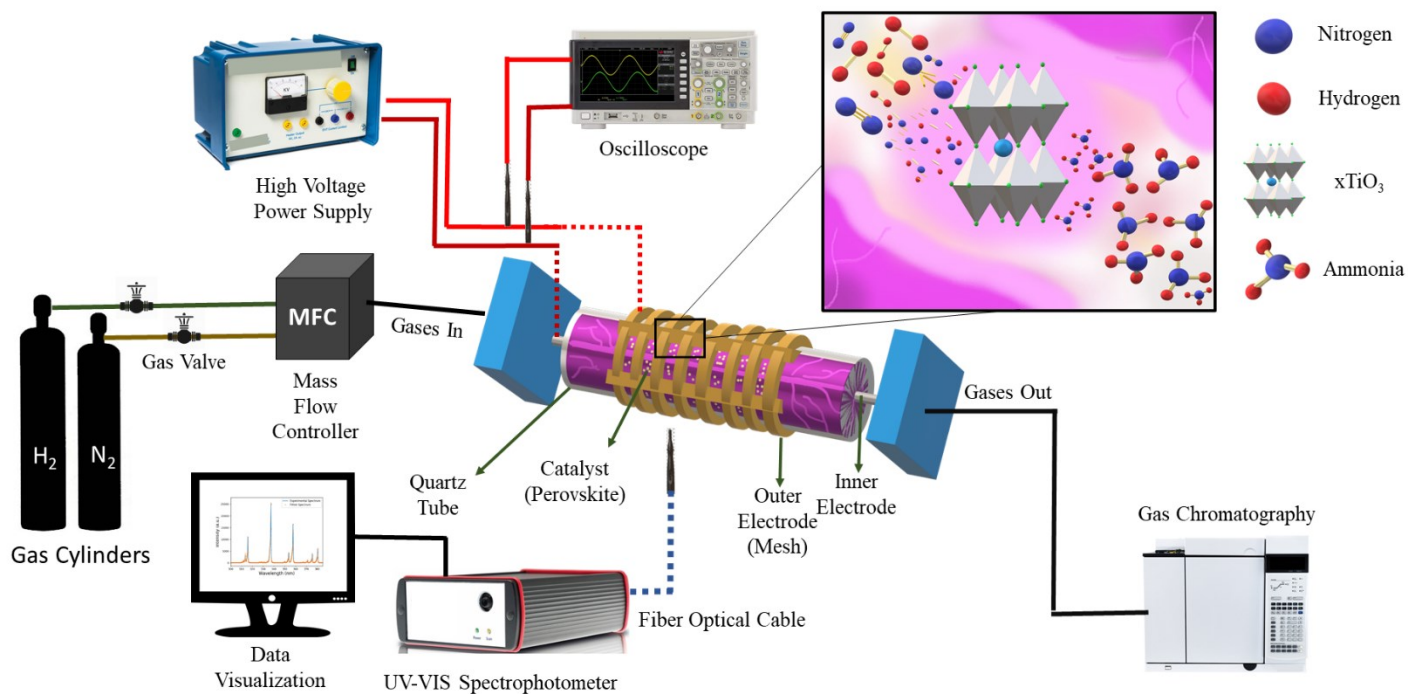 High Voltage
Power Supply
Oscilloscope
Nitrogen
Hydrogen
xTiO₃
Ammonia
MFC
Gases In
Gas Valve
Mass
Flow
Controller
H₂
N₂
Gas Cylinders
Gases Out
Quartz
Tube
Catalyst
(Perovskite)
Outer
Electrode
(Mesh)
Inner
Electrode
Gas Chromatography
Wavelength (nm)
Fiber Optical Cable
Data
Visualization
UV-VIS Spectrophotometer